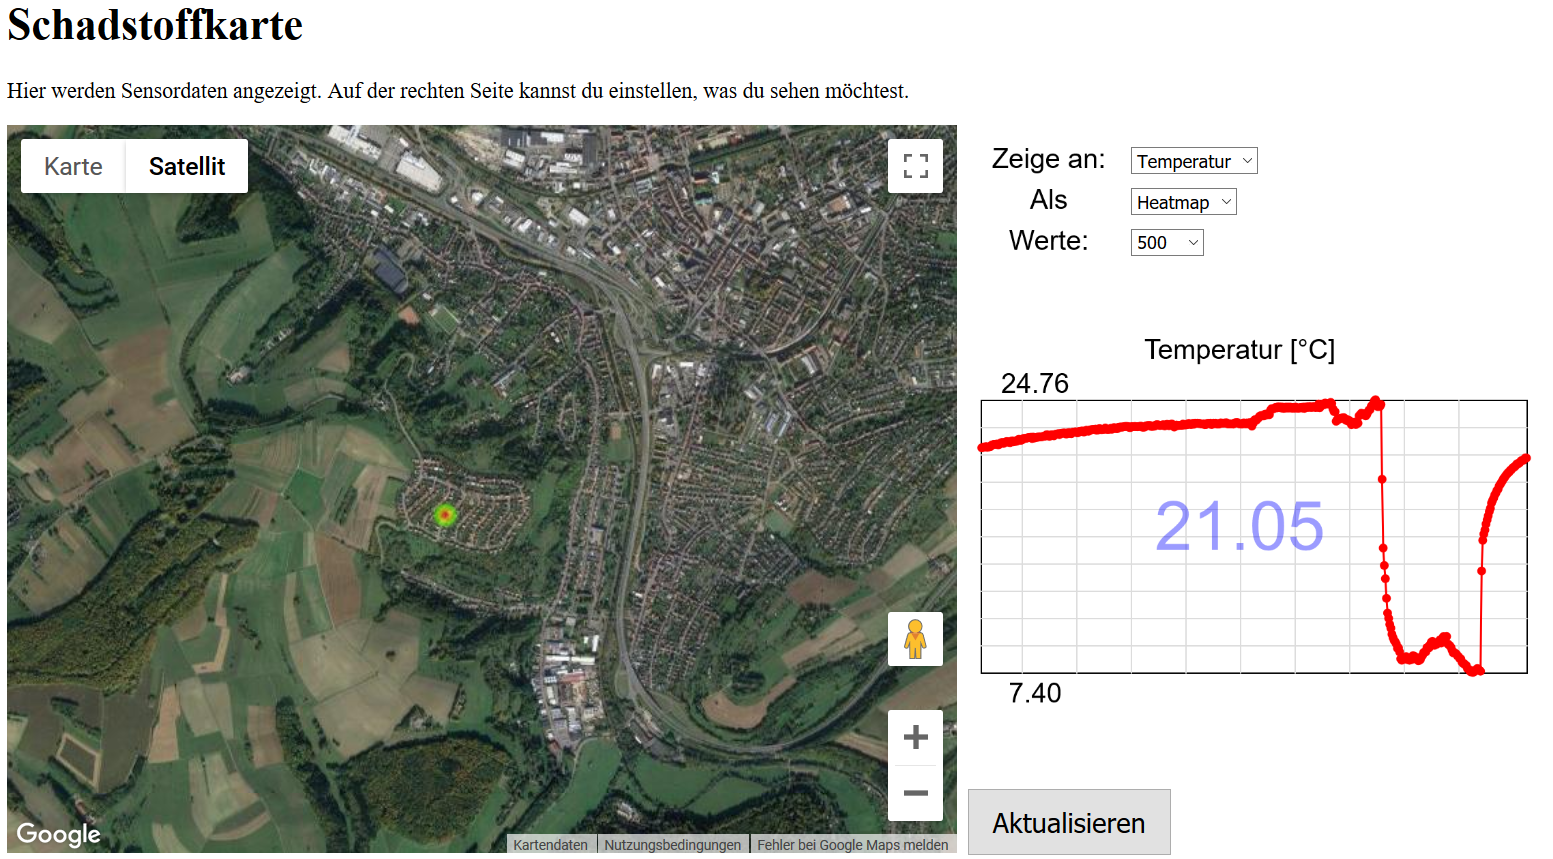 Schadstoffkarte
Hier werden Sensordaten angezeigt. Auf der rechten Seite kannst du einstellen, was du sehen möchtest.
Karte
Satellit
Zeige an:
Temperatur
Als
Heatmap
Werte:
500
Temperatur [°C]
24.76
21.05
7.40
Aktualisieren
Google
Kartendaten
Nutzungsbedingungen
Fehler bei Google Maps melden